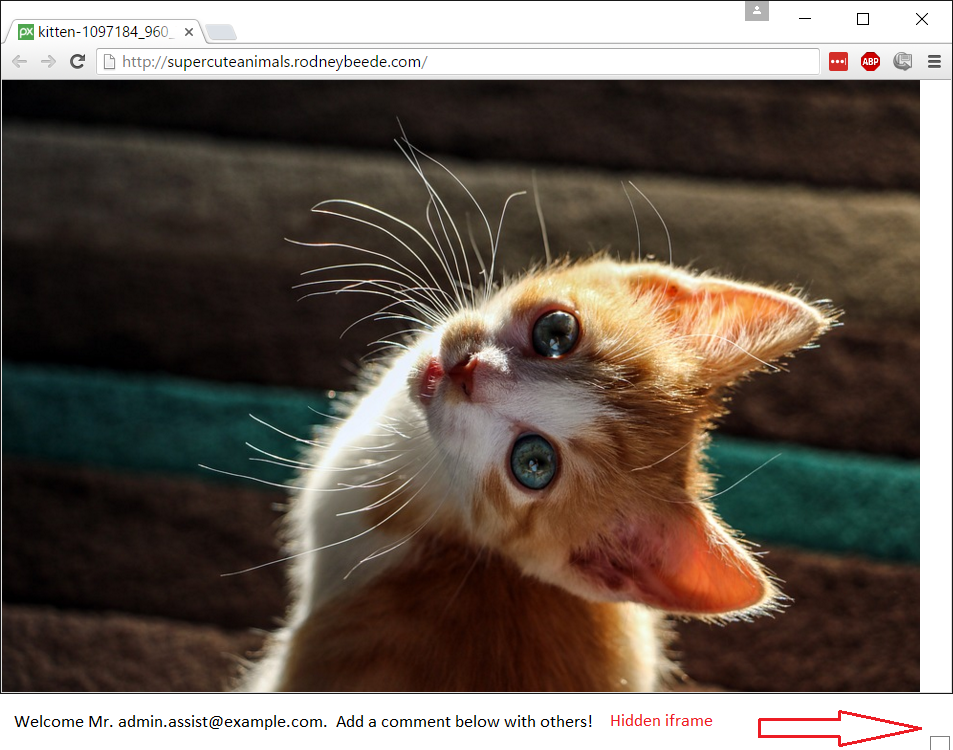 px kitten-1097184_960_
http://supercuteanimals.rodneybeede.com/
ABP
Welcome Mr. admin.assist@example.com. Add a comment below with others! Hidden iframe